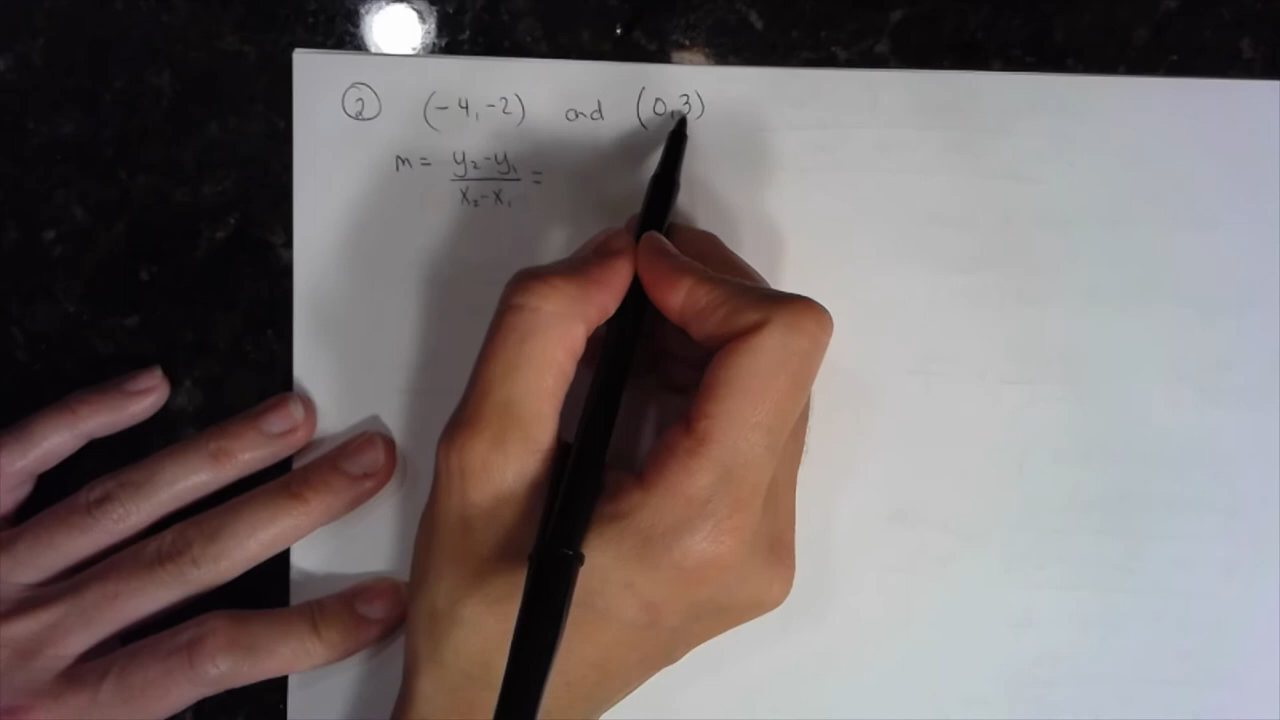 ② (-4,-2) and (0,3)
m = y₂-y₁/x₂-x₁ =